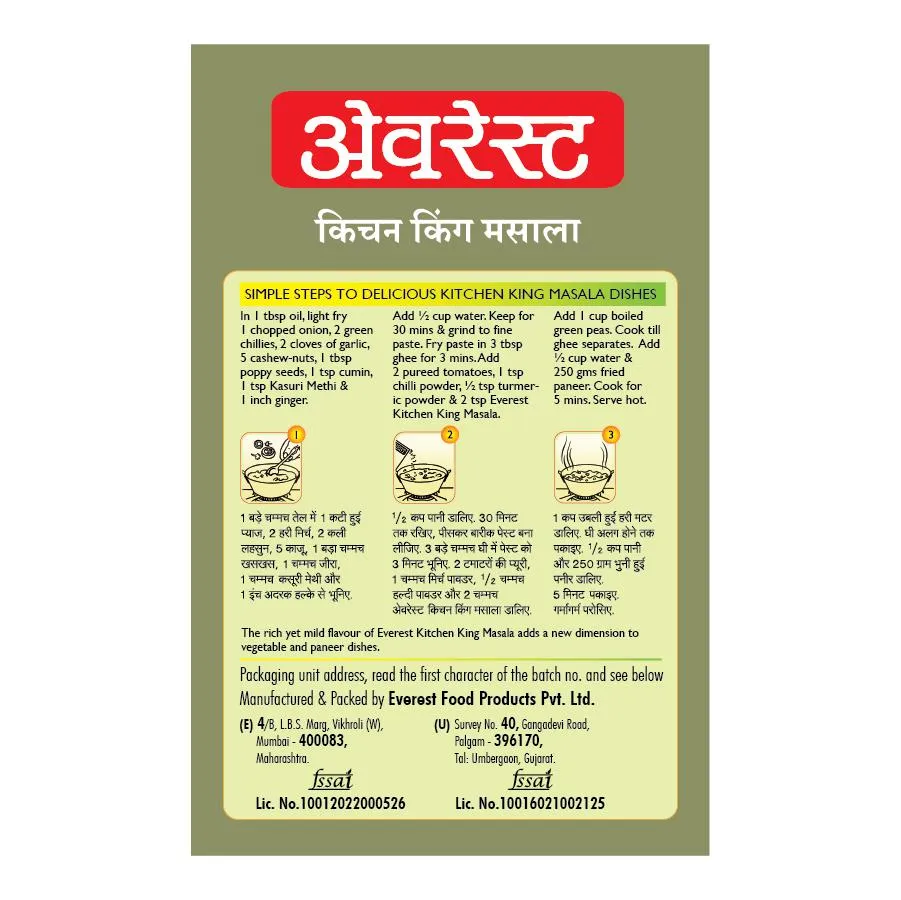 अेवरेस्ट
किचन किंग मसाला
SIMPLE STEPS TO DELICIOUS KITCHEN KING MASALA DISHES
In 1 tbsp oil, light fry
1 chopped onion, 2 green
chillies, 2 cloves of garlic,
5 cashew-nuts, 1 tbsp
poppy seeds, 1 tsp cumin,
1 tsp Kasuri Methi &
1 inch ginger.
Add ½ cup water. Keep for
30 mins & grind to fine
paste. Fry paste in 3 tbsp
ghee for 3 mins. Add
2 pureed tomatoes, 1 tsp
chilli powder, ½ tsp turmer-
ic powder & 2 tsp Everest
Kitchen King Masala.
Add 1 cup boiled
green peas. Cook till
ghee separates. Add
½ cup water &
250 gms fried
paneer. Cook for
5 mins. Serve hot.
1
2
3
1 बड़े चम्मच तेल में 1 कटी हुई
प्याज, 2 हरी मिर्च, 2 कली
लहसुन, 5 काजू, 1 बड़ा चम्मच
खसखस, 1 चम्मच जीरा,
1 चम्मच कसूरी मेथी और
1 इंच अदरक हल्के से भूनिए.
½ कप पानी डालिए. 30 मिनट
तक रखिए, पीसकर बारीक पेस्ट बना
लीजिए. 3 बड़े चम्मच घी में पेस्ट को
3 मिनट भूनिए. 2 टमाटरों की प्यूरी,
1 चम्मच मिर्च पावडर, ½ चम्मच
हल्दी पावडर और 2 चम्मच
अेवरेस्ट किचन किंग मसाला डालिए.
1 कप उबली हुई हरी मटर
डालिए. घी अलग होने तक
पकाइए. ½ कप पानी
और 250 ग्राम भुनी हुई
पनीर डालिए.
5 मिनट पकाइए.
गर्मागर्म परोसिए.
The rich yet mild flavour of Everest Kitchen King Masala adds a new dimension to
vegetable and paneer dishes.
Packaging unit address, read the first character of the batch no. and see below
Manufactured & Packed by Everest Food Products Pvt. Ltd.
(E) 4/B, L.B.S. Marg, Vikhroli (W),
Mumbai - 400083,
Maharashtra.
fssai
Lic. No.10012022000526
(U) Survey No. 40, Gangadevi Road,
Palgam - 396170,
Tal: Umbergaon, Gujarat.
fssai
Lic. No.10016021002125